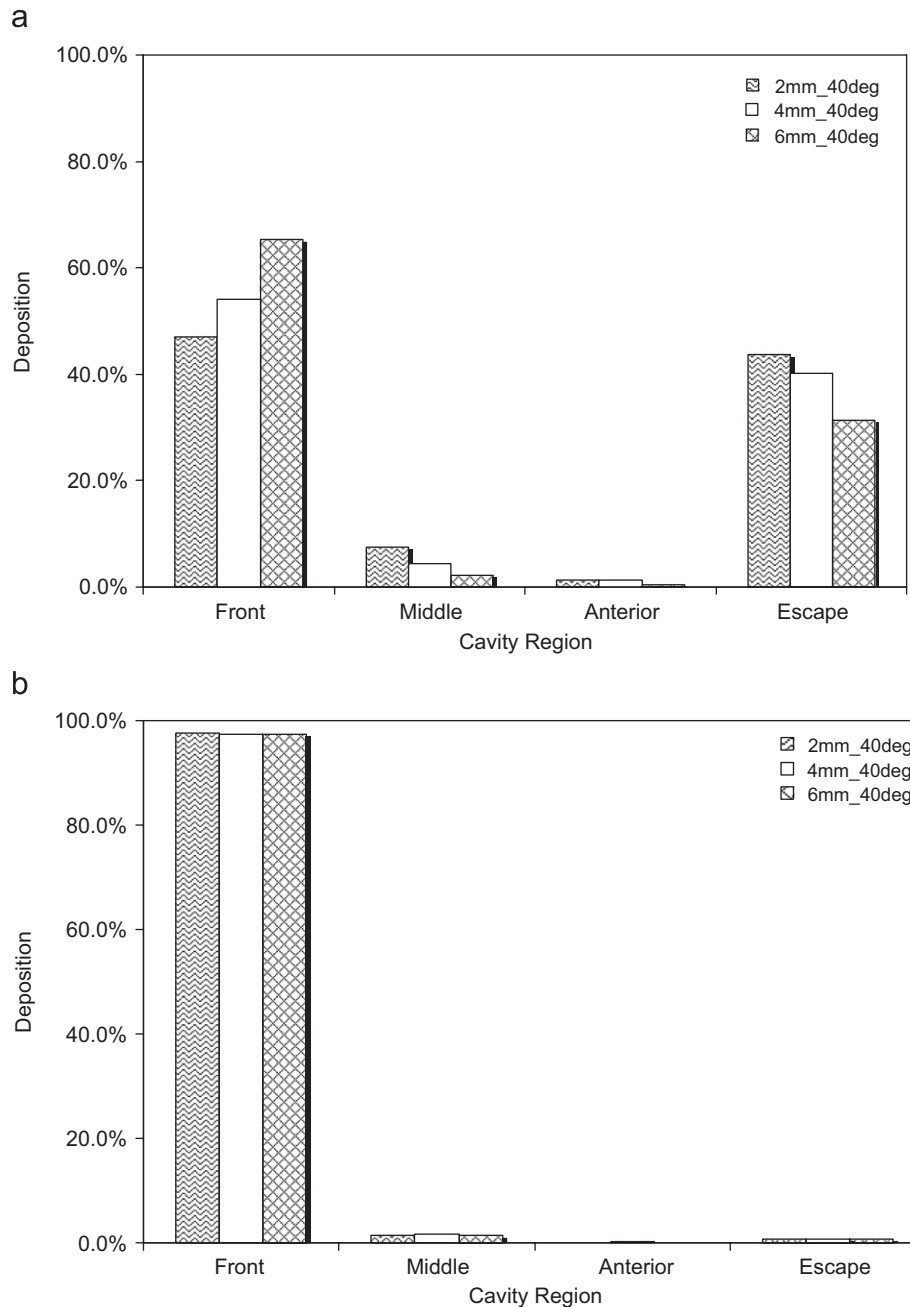 a
100.0%
80.0%
60.0%
40.0%
20.0%
0.0%
Deposition
2mm_40deg
4mm_40deg
6mm_40deg
Front Middle Anterior Escape
Cavity Region
b
100.0%
80.0%
60.0%
40.0%
20.0%
0.0%
Deposition
2mm_40deg
4mm_40deg
6mm_40deg
Front Middle Anterior Escape
Cavity Region